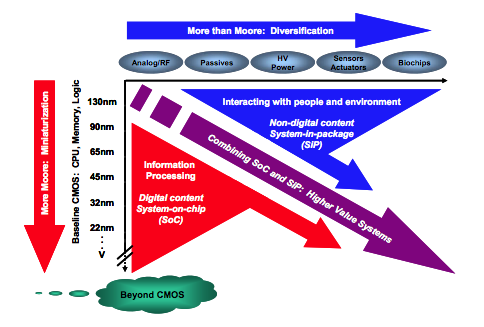 More than Moore: Diversification
Analog/RF
Passives
HV
Power
Sensors
Actuators
Biochips
More Moore: Miniaturization
Baseline CMOS: CPU, Memory, Logic
130nm
90nm
65nm
45nm
32nm
22nm
.
.
.
V
Interacting with people and environment
Non-digital content
System-in-package
(SiP)
Combining SoC and SiP: Higher Value Systems
Information
Processing
Digital content
System-on-chip
(SoC)
Beyond CMOS